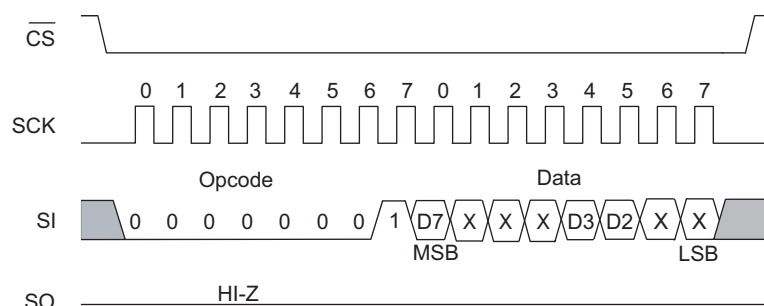 CS
0 1 2 3 4 5 6 7 0 1 2 3 4 5 6 7
SCK
Opcode Data
SI 0 0 0 0 0 0 0 1 D7 X X X D3 D2 X X
MSB LSB
HI-Z
SO